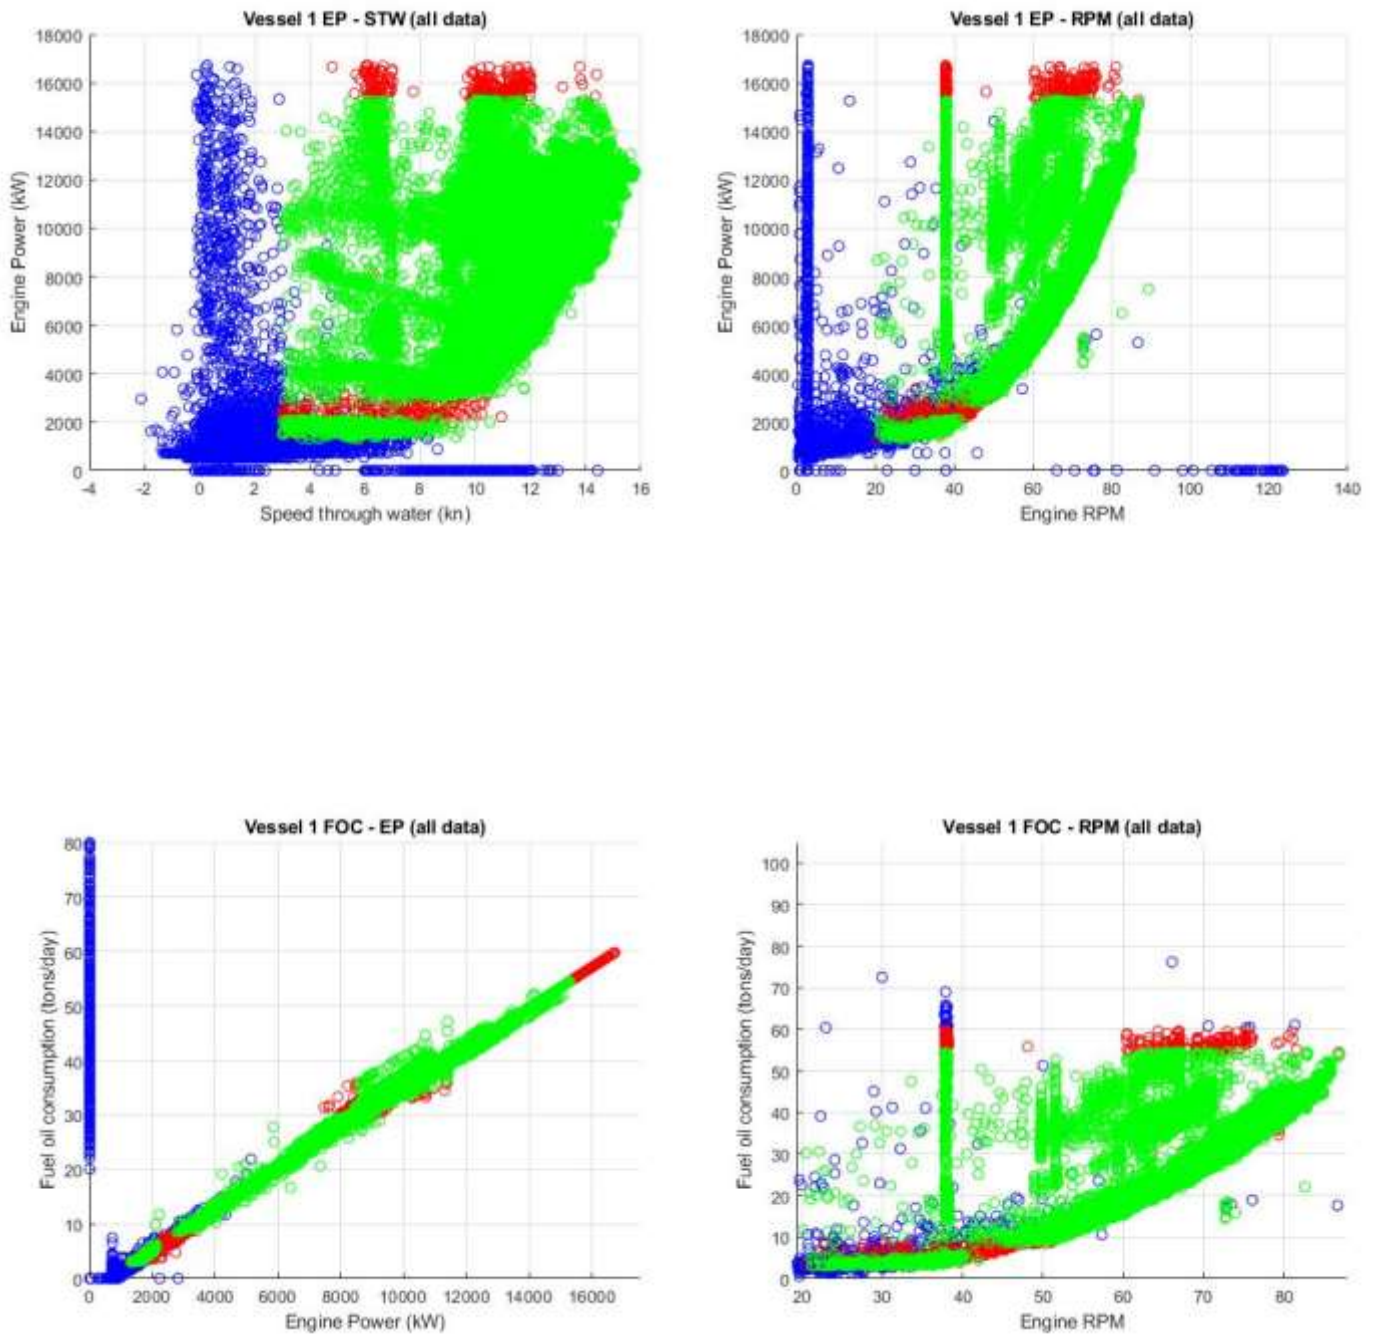 Vessel 1 EP - STW (all data)
18000
16000
14000
12000
10000
8000
6000
4000
2000
0
-4 -2 0 2 4 6 8 10 12 14 16
Engine Power (kW)
Speed through water (kn)
Vessel 1 EP - RPM (all data)
18000
16000
14000
12000
10000
8000
6000
4000
2000
0
0 20 40 60 80 100 120 140
Engine Power (kW)
Engine RPM
Vessel 1 FOC - EP (all data)
80
70
60
50
40
30
20
10
0
0 2000 4000 6000 8000 10000 12000 14000 16000
Fuel oil consumption (tons/day)
Engine Power (kW)
Vessel 1 FOC - RPM (all data)
100
90
80
70
60
50
40
30
20
10
0
20 30 40 50 60 70 80
Fuel oil consumption (tons/day)
Engine RPM